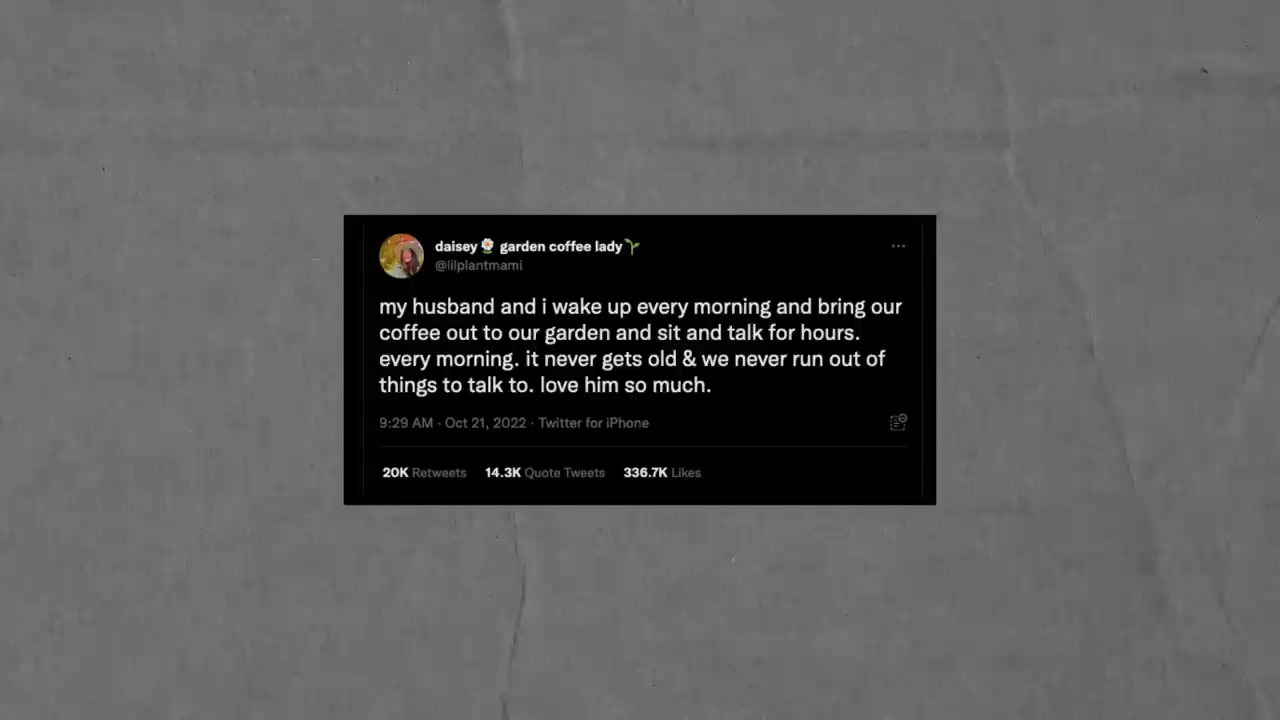 daisey🌼 garden coffee lady🌱
@lilplantmami
my husband and i wake up every morning and bring our
coffee out to our garden and sit and talk for hours.
every morning. it never gets old & we never run out of
things to talk to. love him so much.
9:29 AM · Oct 21, 2022 · Twitter for iPhone
20K Retweets 14.3K Quote Tweets 336.7K Likes